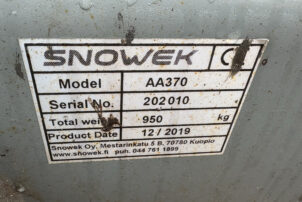 SNOWEK CE
Model AA370
Serial No. 202010
Total weight 950 kg
Product Date 12/2019
Snowek Oy, Mestarinkatu 5 B, 70780 Kuopio
www.snowek.fi puh. 044 761 1899